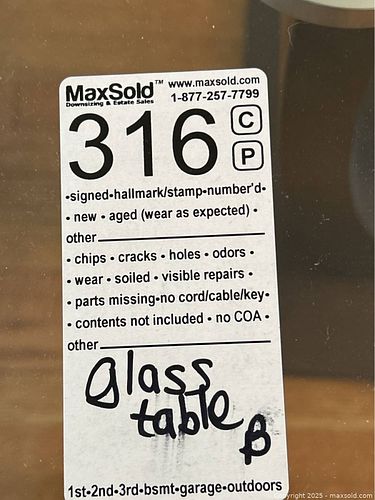 MaxSold™ www.maxsold.com
Downsizing & Estate Sales 1-877-257-7799
316 C
P
•signed•hallmark/stamp•number'd•
• new • aged (wear as expected) •
other
• chips • cracks • holes • odors •
• wear • soiled • visible repairs •
• parts missing•no cord/cable/key•
• contents not included • no COA •
other
glass
table
B
1st•2nd•3rd•bsmt•garage•outdoors
Copyright 2025 - maxsold.com